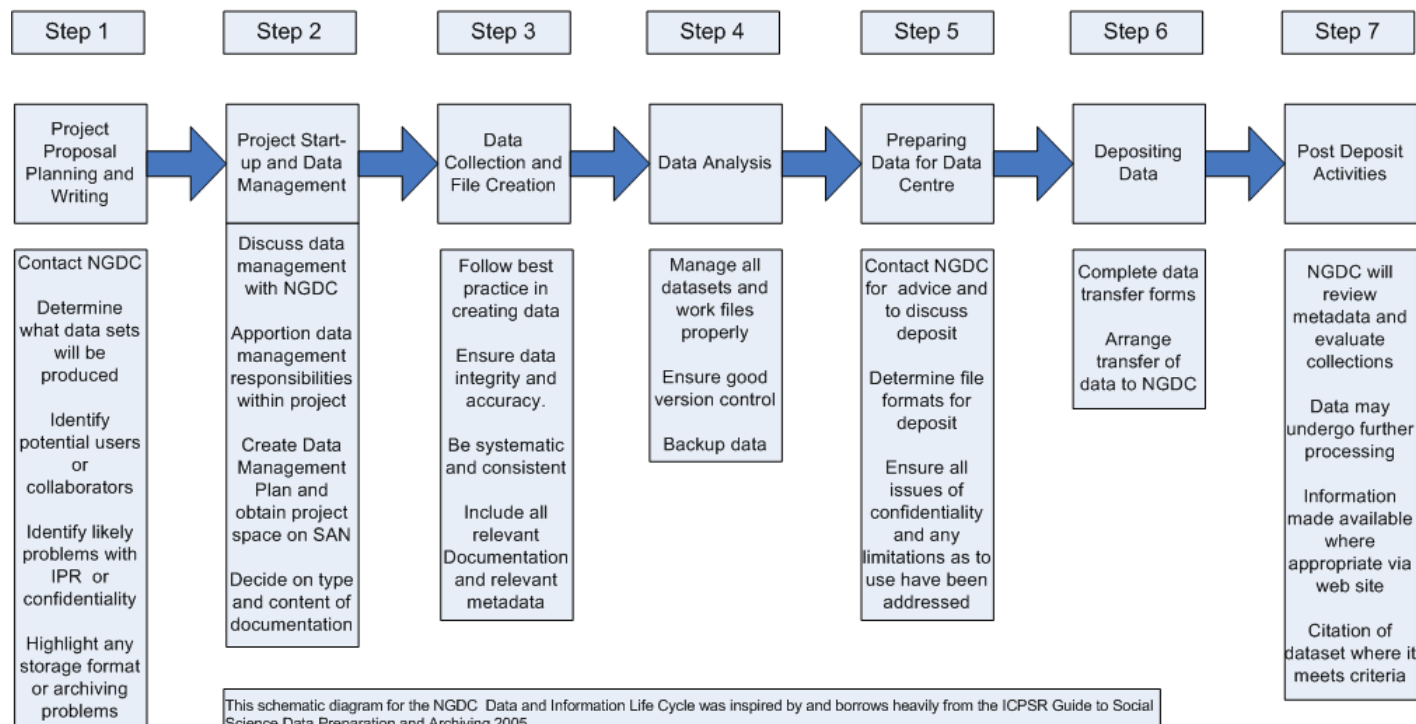 Step 1
Step 2
Step 3
Step 4
Step 5
Step 6
Step 7
Project
Proposal
Planning and
Writing
Project Start-
up and Data
Management
Data
Collection and
File Creation
Data Analysis
Preparing
Data for Data
Centre
Depositing
Data
Post Deposit
Activities
Contact NGDC
Determine
what data sets
will be
produced
Identify
potential users
or
collaborators
Identify likely
problems with
IPR or
confidentiality
Highlight any
storage format
or archiving
problems
Discuss data
management
with NGDC
Apportion data
management
responsibilities
within project
Create Data
Management
Plan and
obtain project
space on SAN
Decide on type
and content of
documentation
Follow best
practice in
creating data
Ensure data
integrity and
accuracy.
Be systematic
and consistent
Include all
relevant
Documentation
and relevant
metadata
Manage all
datasets and
work files
properly
Ensure good
version control
Backup data
Contact NGDC
for advice and
to discuss
deposit
Determine file
formats for
deposit
Ensure all
issues of
confidentiality
and any
limitations as to
use have been
addressed
Complete data
transfer forms
Arrange
transfer of
data to NGDC
NGDC will
review
metadata and
evaluate
collections
Data may
undergo further
processing
Information
made available
where
appropriate via
web site
Citation of
dataset where it
meets criteria
This schematic diagram for the NGDC Data and Information Life Cycle was inspired by and borrows heavily from the ICPSR Guide to Social
Science Data Preparation and Archiving 2005